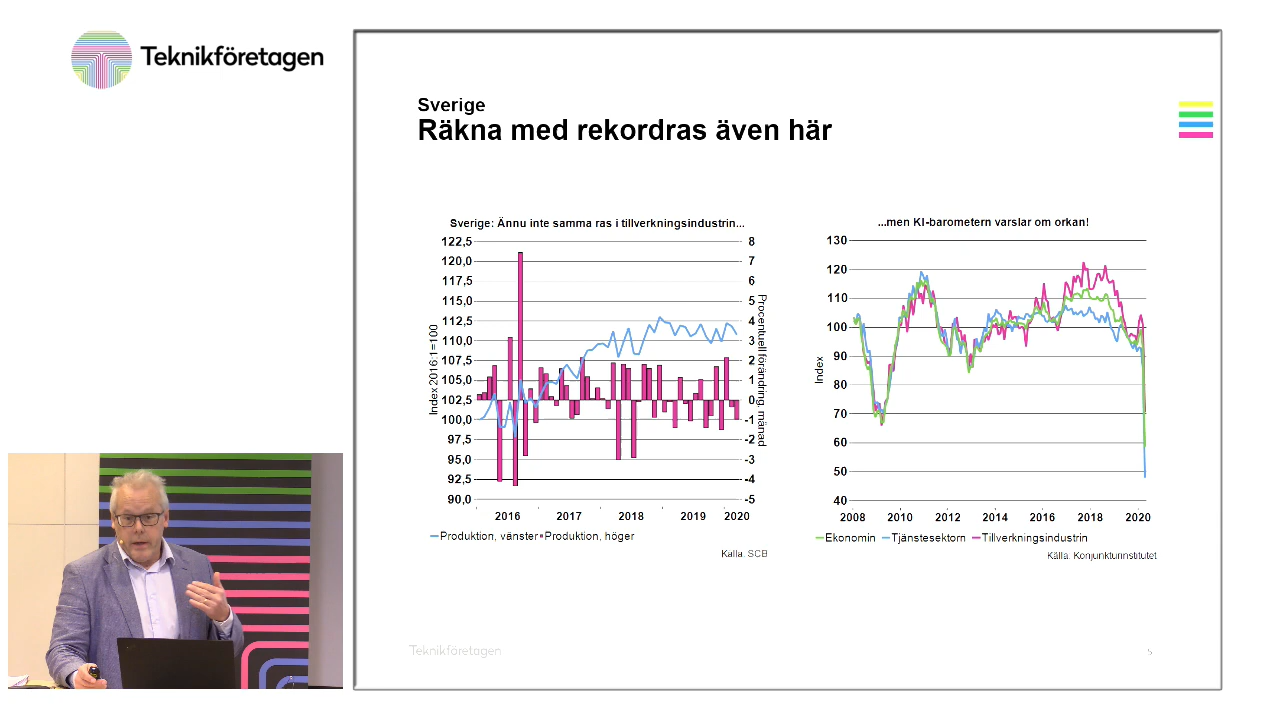 Teknikföretagen
Sverige
Räkna med rekordras även här
Sverige: Ännu inte samma ras i tillverkningsindustrin...
122,5
120,0
117,5
115,0
112,5
110,0
107,5
105,0
102,5
100,0
97,5
95,0
92,5
90,0
Index 2016:1=100
8
7
6
5
4
3
2
1
0
-1
-2
-3
-4
-5
Procentuell förändring, månad
2016 2017 2018 2019 2020
Produktion, vänster Produktion, höger
Källa: SCB
...men KI-barometern varslar om orkan!
130
120
110
100
90
80
70
60
50
40
Index
2008 2010 2012 2014 2016 2018 2020
Ekonomin Tjänstesektorn Tillverkningsindustrin
Källa: Konjunkturinstitutet
Teknikföretagen
5